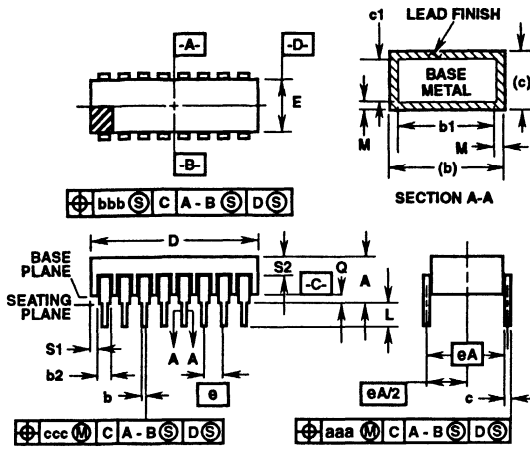 -A-
-D-
E
-B-
⌖ bbb Ⓢ C A - B Ⓢ D Ⓢ
c1
LEAD FINISH
BASE
METAL
(c)
M
b1
M
(b)
SECTION A-A
D
BASE
PLANE
SEATING
PLANE
S2
-C-
Q
A
L
S1
b2
b
A A
e
⌖ ccc Ⓜ C A - B Ⓢ D Ⓢ
eA
eA/2
c
⌖ aaa Ⓜ C A - B Ⓢ D Ⓢ